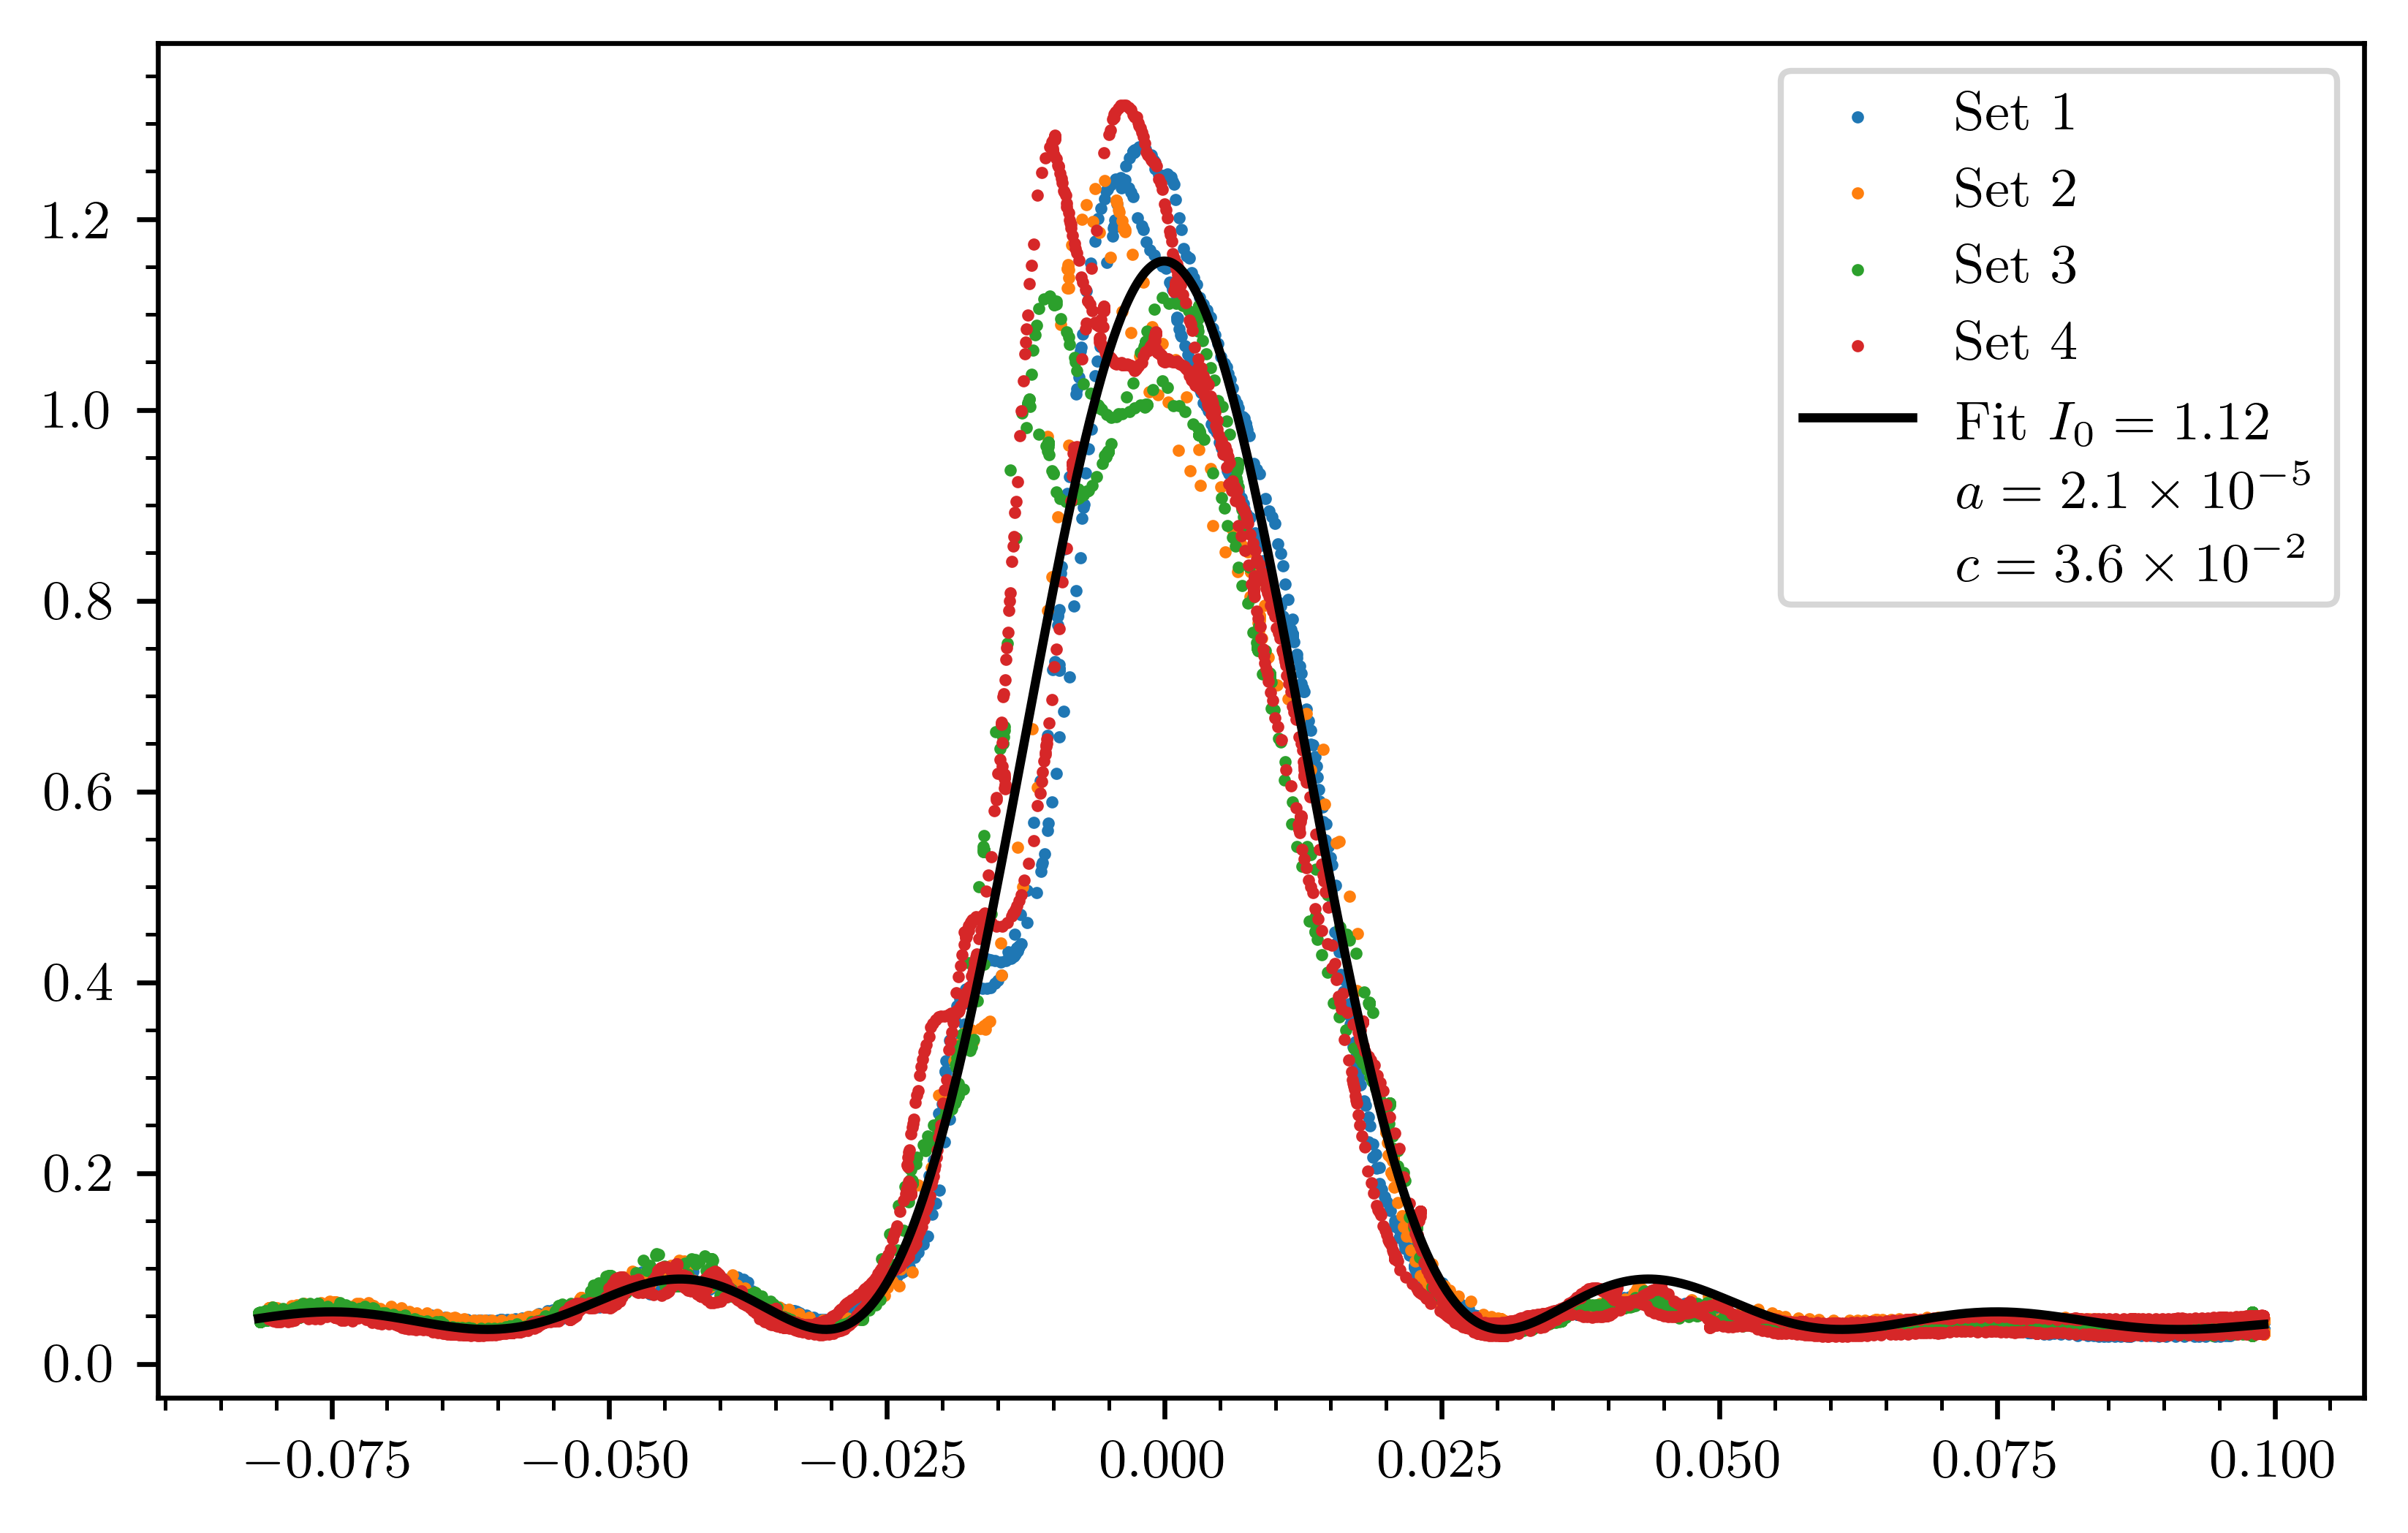 Set 1
Set 2
Set 3
Set 4
Fit I₀ = 1.12
a = 2.1 × 10⁻⁵
c = 3.6 × 10⁻²
1.2
1.0
0.8
0.6
0.4
0.2
0.0
−0.075 −0.050 −0.025 0.000 0.025 0.050 0.075 0.100